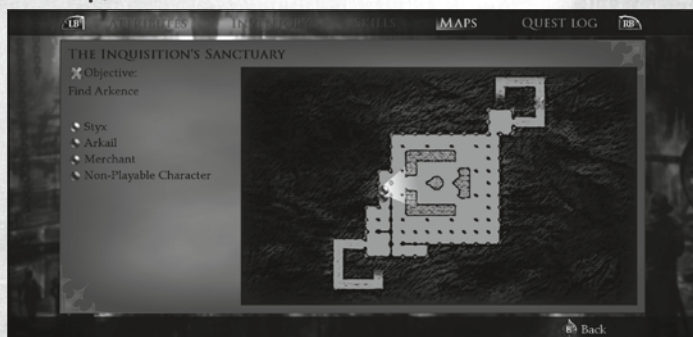 LB ATTRIBUTES INVENTORY SKILLS MAPS QUEST LOG RB
THE INQUISITION'S SANCTUARY
Objective:
Find Arkence
Styx
Arkail
Merchant
Non-Playable Character
B Back